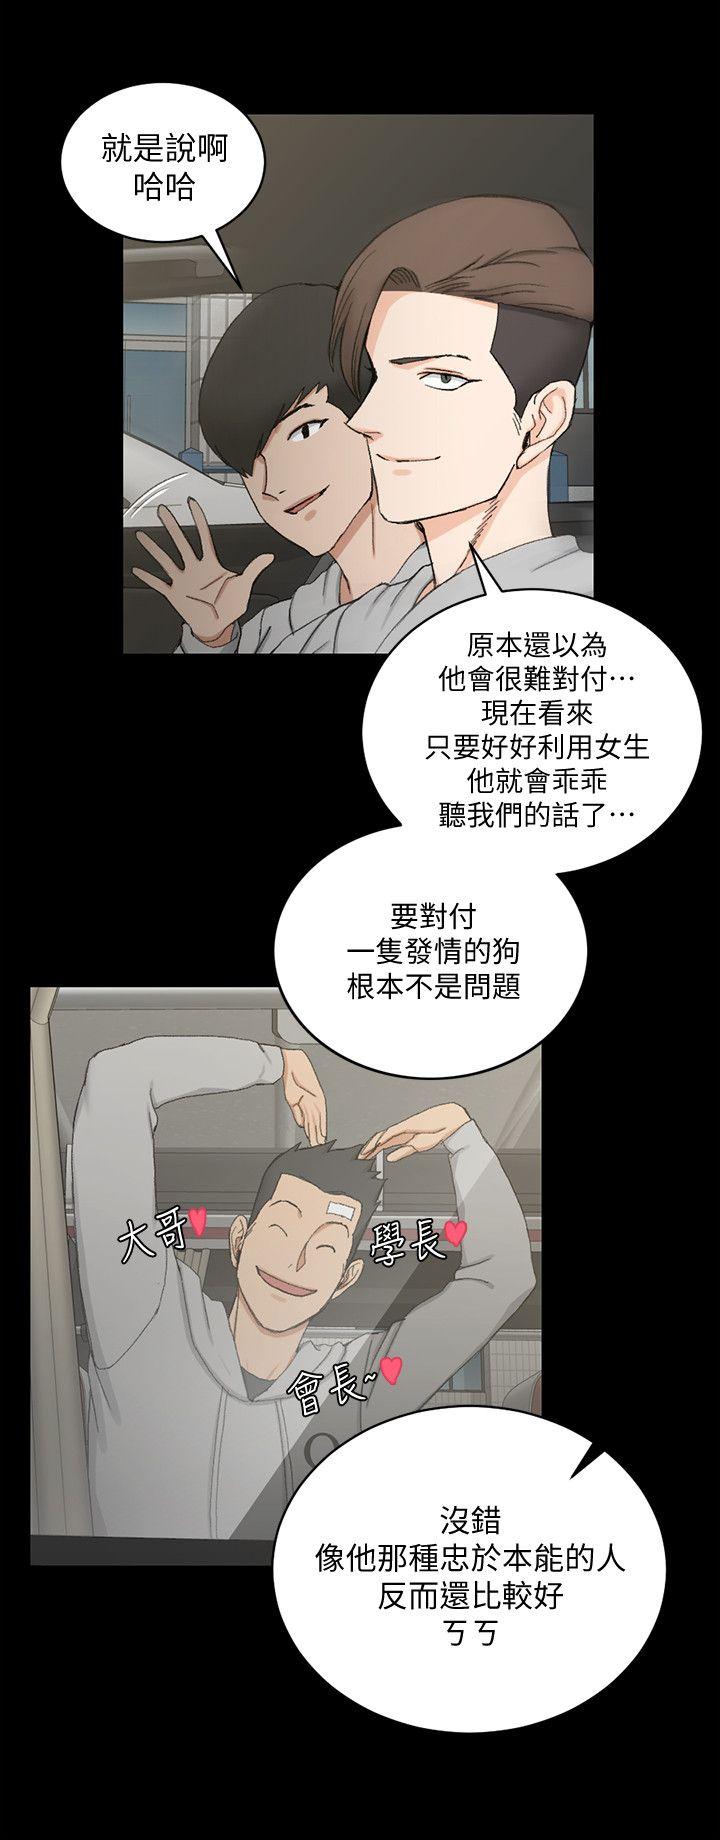 就是說啊
哈哈
原本還以為
他會很難對付…
現在看來
只要好好利用女生
他就會乖乖
聽我們的話了…
要對付
一隻發情的狗
根本不是問題
大哥♥
學長♥
會長~♥
沒錯
像他那種忠於本能的人
反而還比較好
ㄎㄎ